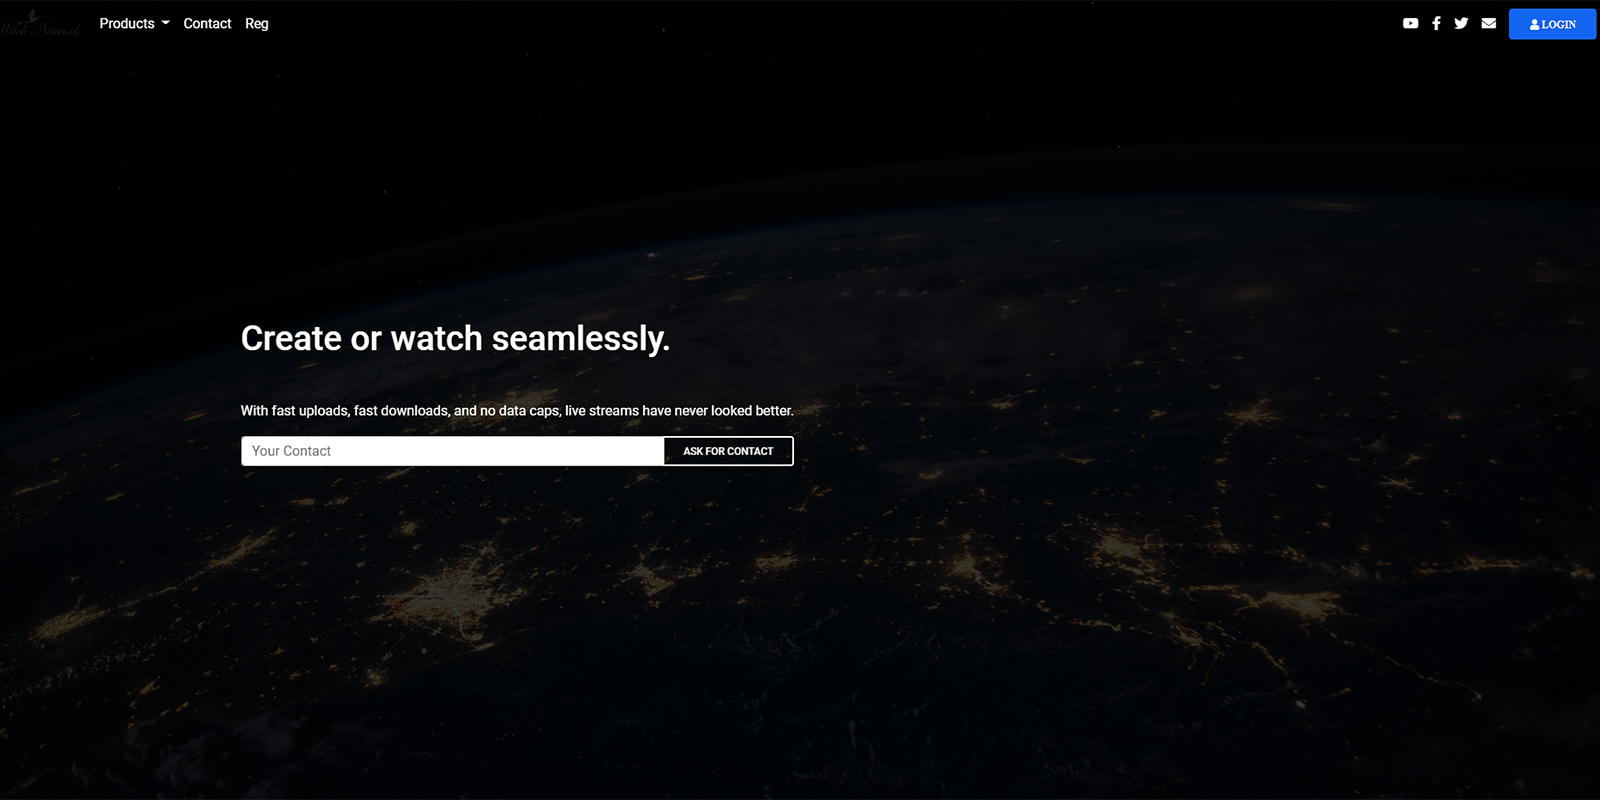 Witch Network
Products Contact Reg
LOGIN
Create or watch seamlessly.
With fast uploads, fast downloads, and no data caps, live streams have never looked better.
Your Contact
ASK FOR CONTACT